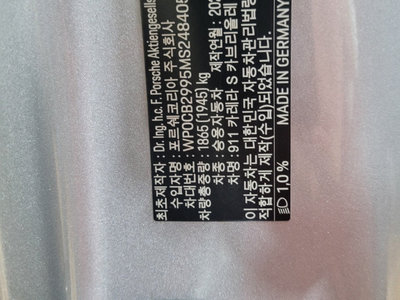 최초제작자 : Dr. Ing. h.c. F. Porsche Aktiengesells
수입자명 : 포르쉐코리아 주식회사
차대번호 : WP0CB2995MS248405
차량총중량 : 1865 (1945) kg 제작연월 : 202
차종 : 승용자동차
차명 : 911 카레라 S 카브리올레
이 자동차는 대한민국 자동차관리법령
적합하게 제작(수입)되었습니다
1,0 % MADE IN GERMANY